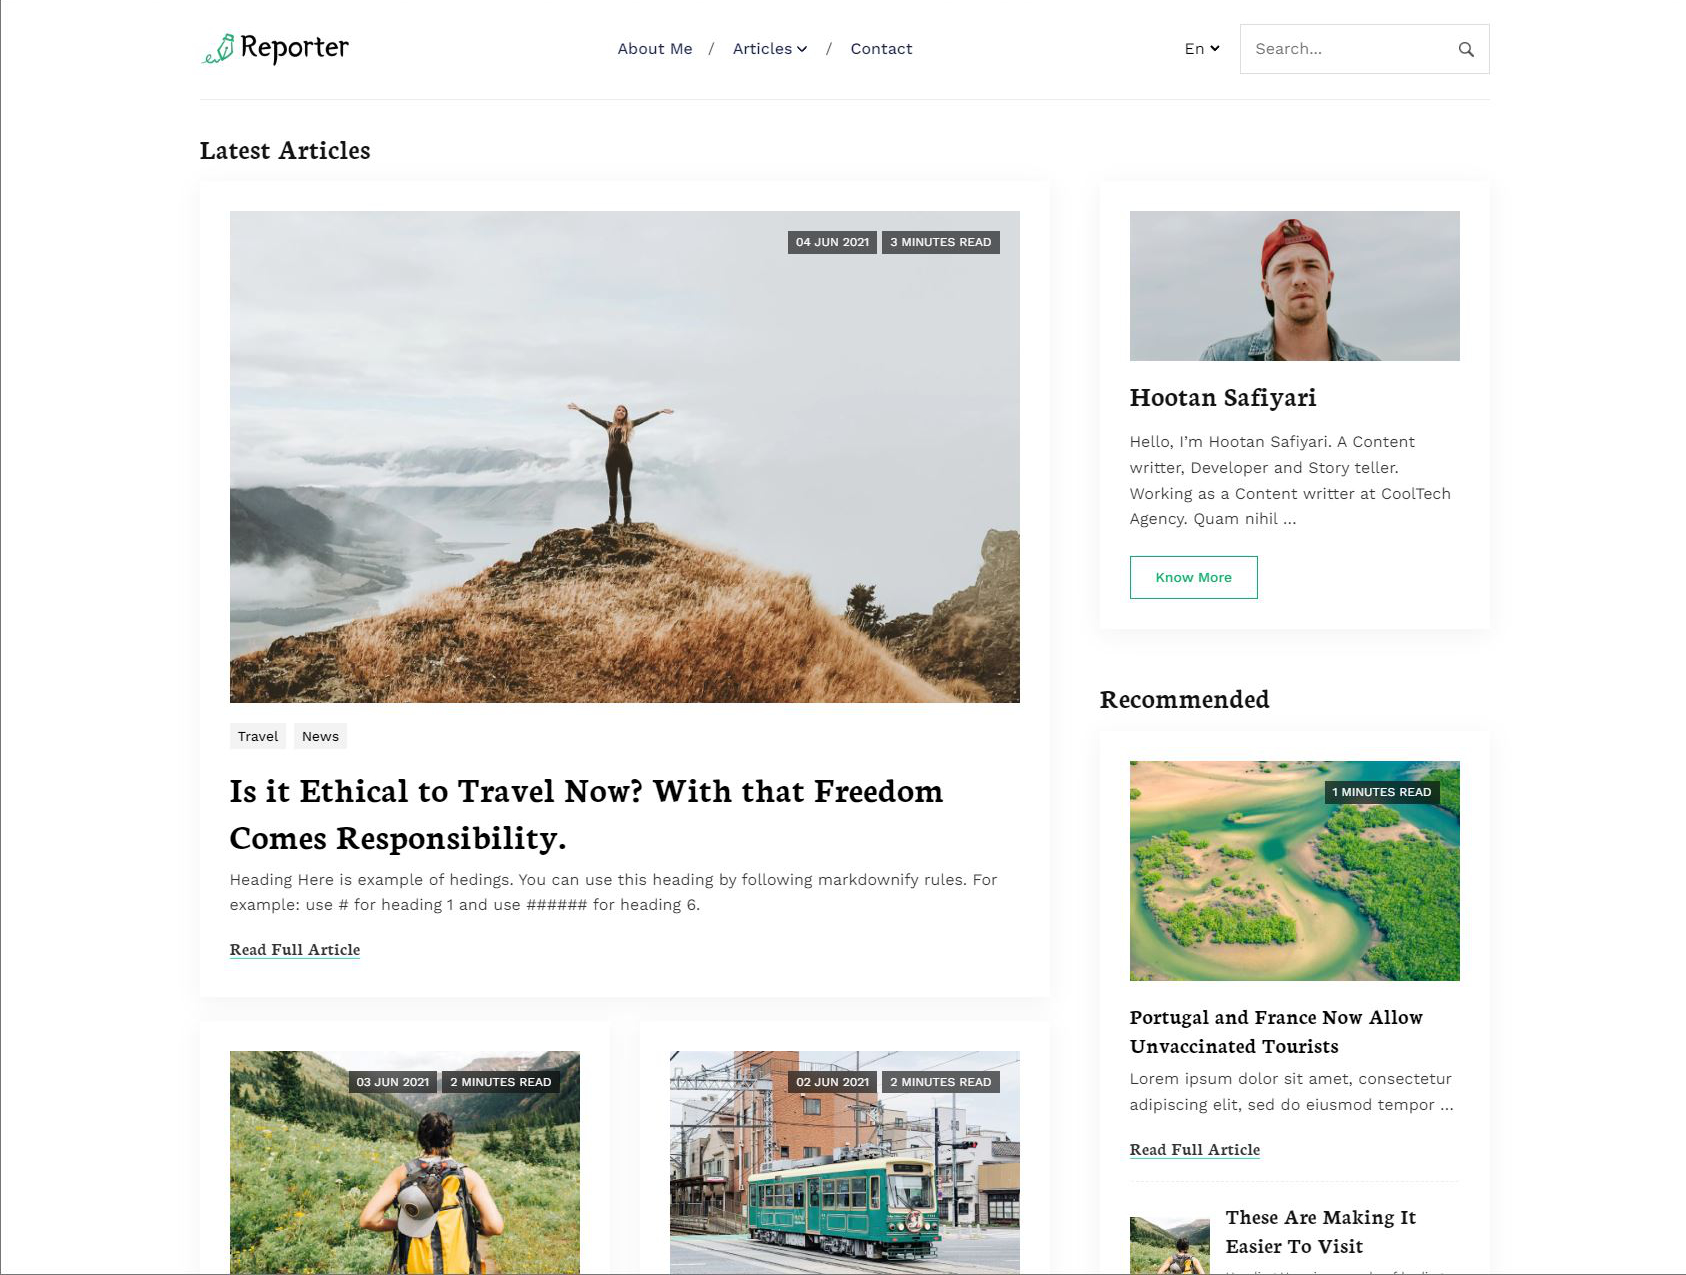 Reporter
About Me / Articles / Contact
En
Search...
Latest Articles
04 JUN 2021 3 MINUTES READ
Travel News
Is it Ethical to Travel Now? With that Freedom
Comes Responsibility.
Heading Here is example of hedings. You can use this heading by following markdownify rules. For
example: use # for heading 1 and use ###### for heading 6.
Read Full Article
03 JUN 2021 2 MINUTES READ
02 JUN 2021 2 MINUTES READ
Hootan Safiyari
Hello, I’m Hootan Safiyari. A Content
writter, Developer and Story teller.
Working as a Content writter at CoolTech
Agency. Quam nihil …
Know More
Recommended
1 MINUTES READ
Portugal and France Now Allow
Unvaccinated Tourists
Lorem ipsum dolor sit amet, consectetur
adipiscing elit, sed do eiusmod tempor …
Read Full Article
These Are Making It
Easier To Visit